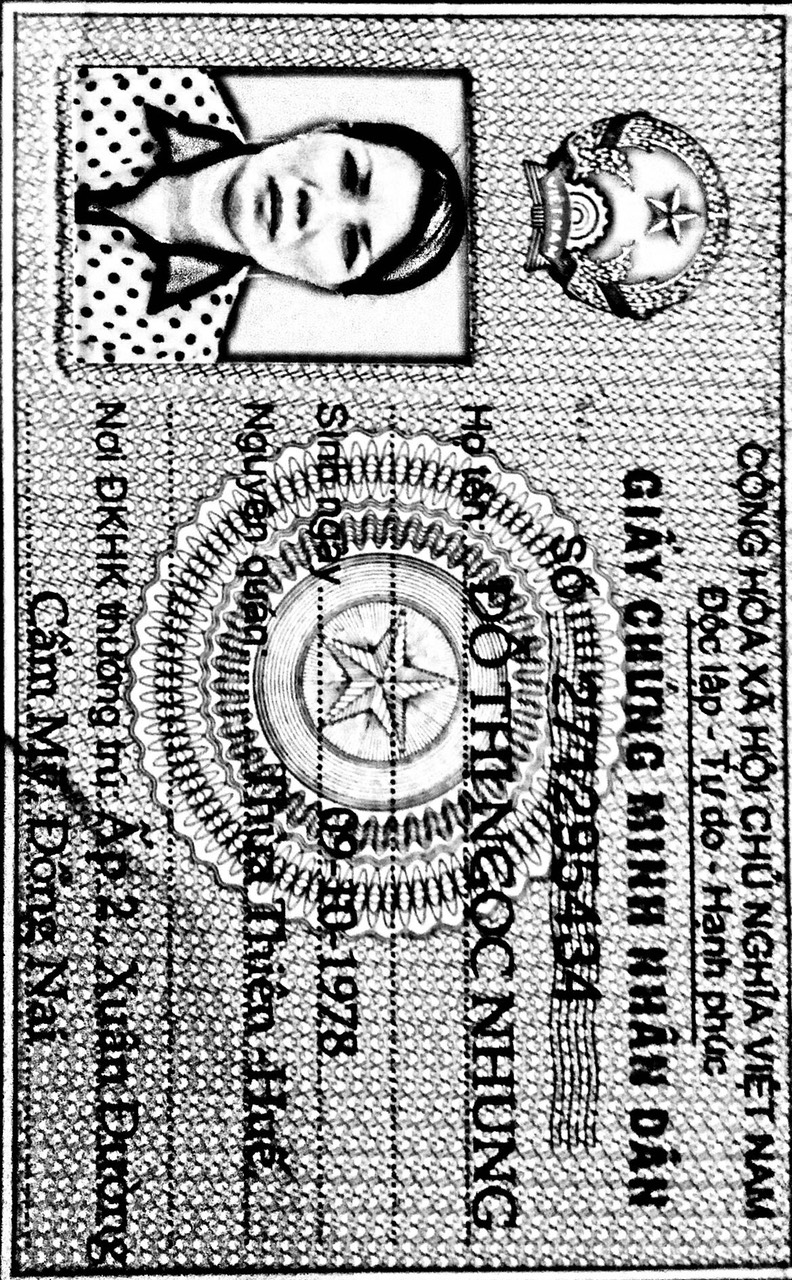 CỘNG HÒA XÃ HỘI CHỦ NGHĨA VIỆT NAM
Độc lập - Tự do - Hạnh phúc
GIẤY CHỨNG MINH NHÂN DÂN
SỐ 271295434
Họ tên: ĐỖ THỊ NGỌC NHUNG
Sinh ngày 09-10-1978
Nguyên quán Thừa Thiên -Huế
Nơi ĐKHK thường trú Ấp 2, Xuân Đường
Cẩm Mỹ, Đồng Nai
VIỆT NAM